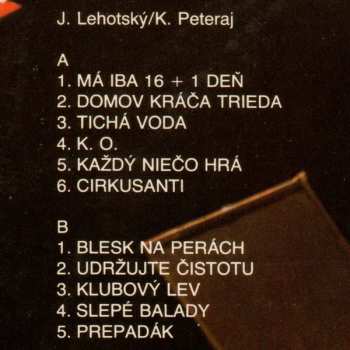 J. Lehotský/K. Peteraj
A
1. MÁ IBA 16 + 1 DEŇ
2. DOMOV KRÁČA TRIEDA
3. TICHÁ VODA
4. K. O.
5. KAŽDÝ NIEČO HRÁ
6. CIRKUSANTI
B
1. BLESK NA PERÁCH
2. UDRŽUJTE ČISTOTU
3. KLUBOVÝ LEV
4. SLEPÉ BALADY
5. PREPADÁK